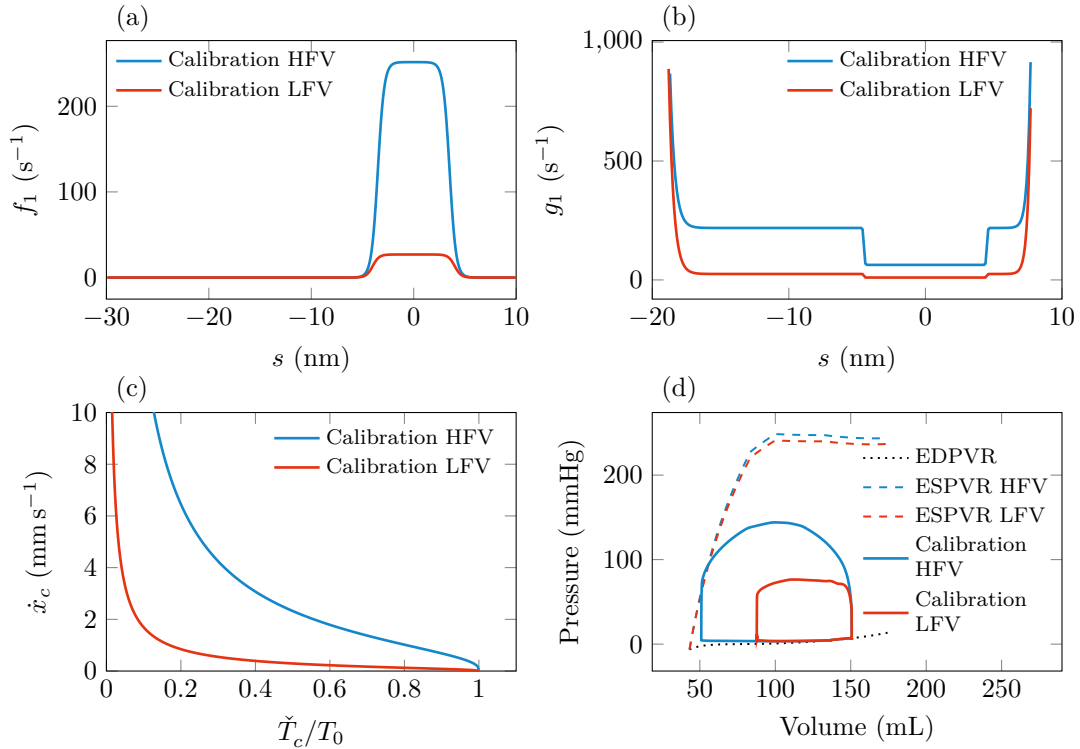 (a)
Calibration HFV
Calibration LFV
f₁ (s⁻¹)
200
100
0
−30
−20
−10
0
10
s (nm)
(b)
Calibration HFV
Calibration LFV
g₁ (s⁻¹)
1,000
500
0
−20
−10
0
10
s (nm)
(c)
Calibration HFV
Calibration LFV
ẋ_c (mm s⁻¹)
10
8
6
4
2
0
0
0.2
0.4
0.6
0.8
1
Ť_c/T₀
(d)
EDPVR
ESPVR HFV
ESPVR LFV
Calibration
HFV
Calibration
LFV
Pressure (mmHg)
200
100
0
50
100
150
200
250
Volume (mL)